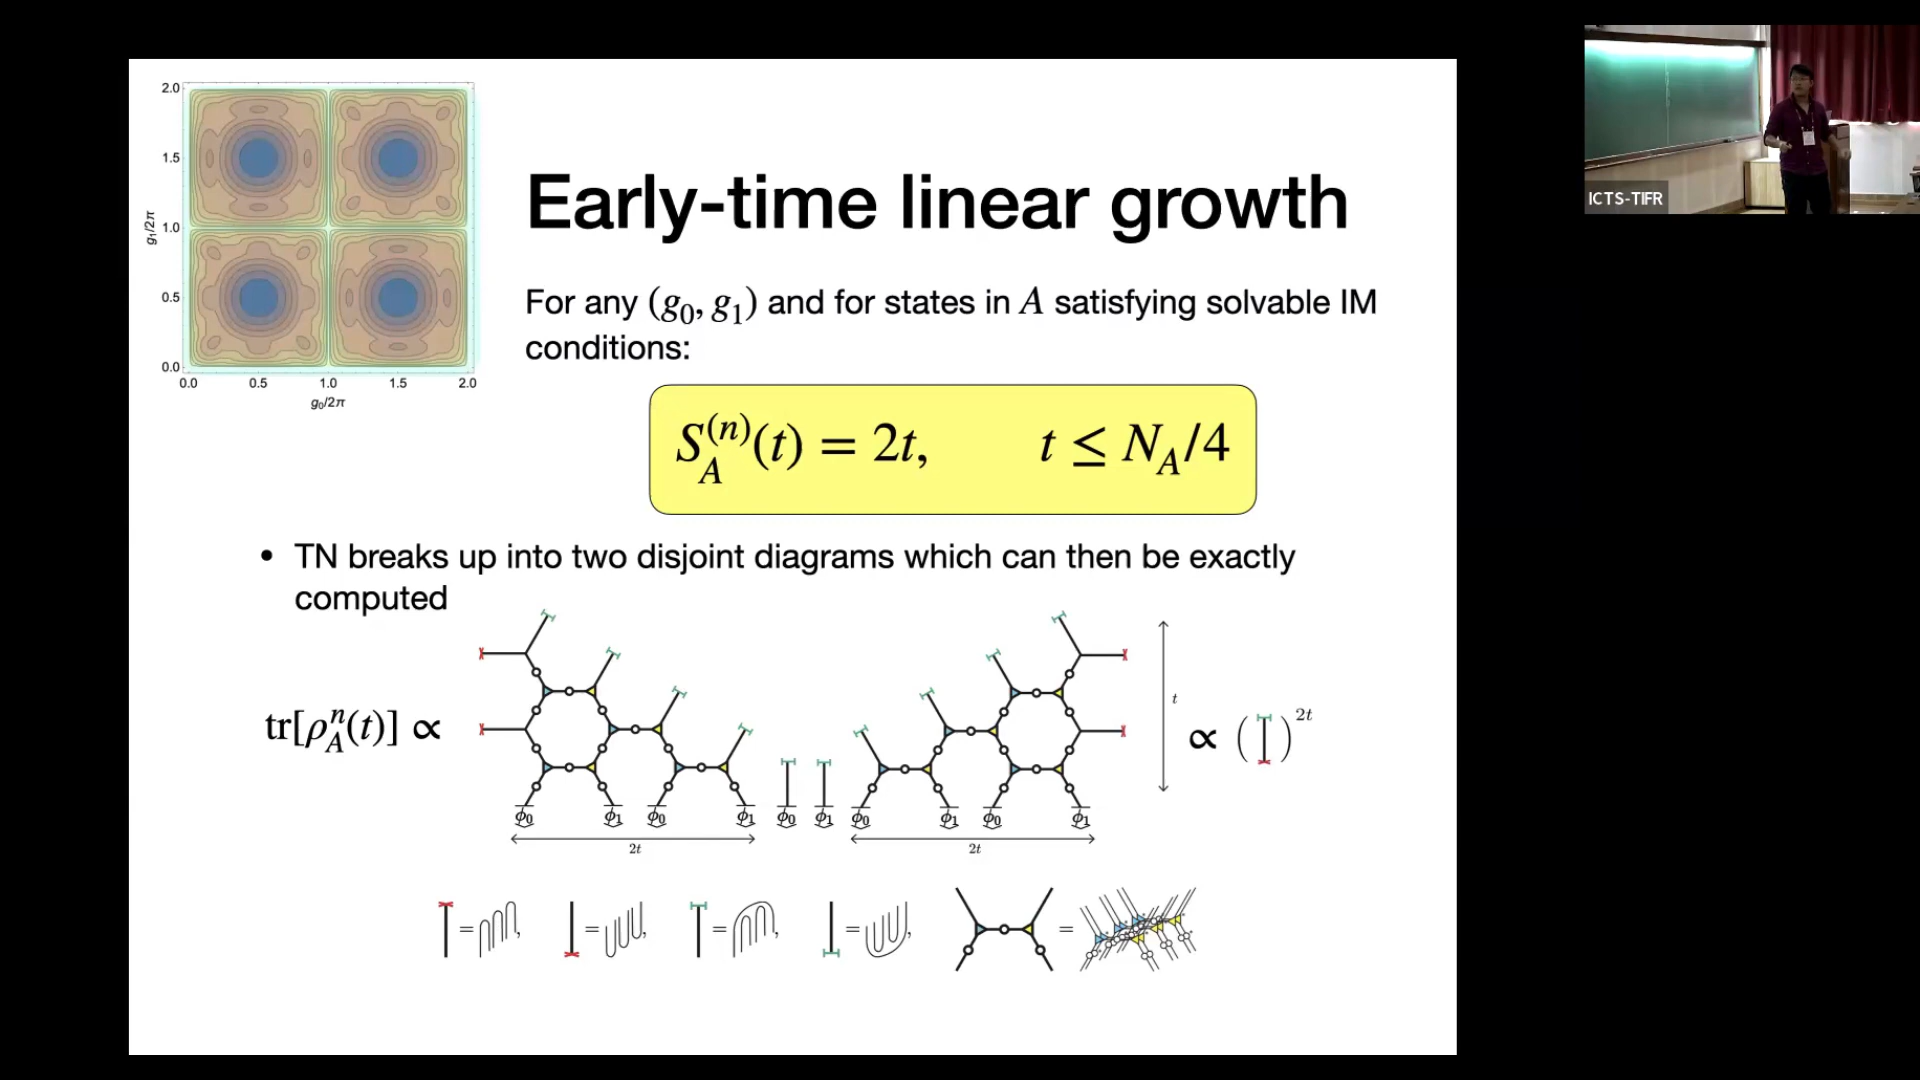 2.0
1.5
1.0
0.5
0.0
g₁/2π
0.0 0.5 1.0 1.5 2.0
g₀/2π
Early-time linear growth
For any (g₀, g₁) and for states in A satisfying solvable IM
conditions:
S_A^(n)(t) = 2t, t ≤ N_A/4
• TN breaks up into two disjoint diagrams which can then be exactly
computed
tr[ρ_A^n(t)] ∝
t
∝ ( )^2t
ϕ₀ ϕ₁ ϕ₀ ϕ₁ ϕ₀ ϕ₁ ϕ₀ ϕ₁ ϕ₀ ϕ₁
2t 2t
= , = , = , = , =
ICTS-TIFR